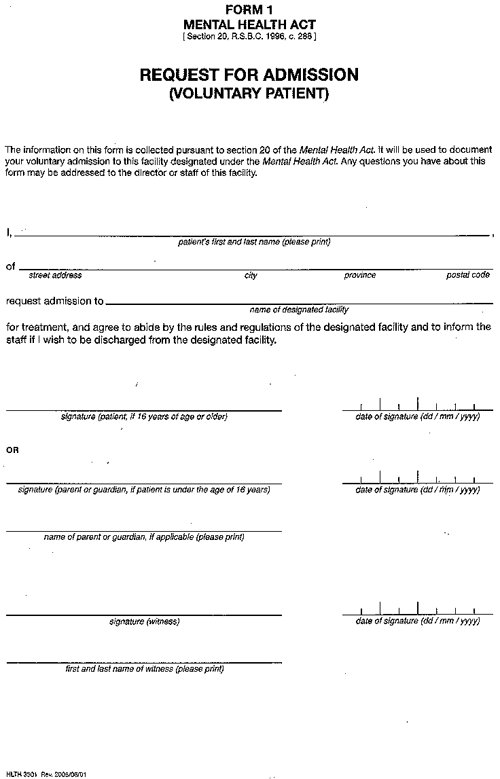 FORM 1
MENTAL HEALTH ACT
[ Section 20, R.S.B.C. 1996, c. 288 ]
REQUEST FOR ADMISSION
(VOLUNTARY PATIENT)
The information on this form is collected pursuant to section 20 of the Mental Health Act. It will be used to document
your voluntary admission to this facility designated under the Mental Health Act. Any questions you have about this
form may be addressed to the director or staff of this facility.
I, ,
patient's first and last name (please print)
of
street address city province postal code
request admission to
name of designated facility
for treatment, and agree to abide by the rules and regulations of the designated facility and to inform the
staff if I wish to be discharged from the designated facility.
signature (patient, if 16 years of age or older) date of signature (dd / mm / yyyy)
OR
signature (parent or guardian, if patient is under the age of 16 years) date of signature (dd / mm / yyyy)
name of parent or guardian, if applicable (please print)
signature (witness) date of signature (dd / mm / yyyy)
first and last name of witness (please print)
HLTH 3501 Rev. 2005/06/01